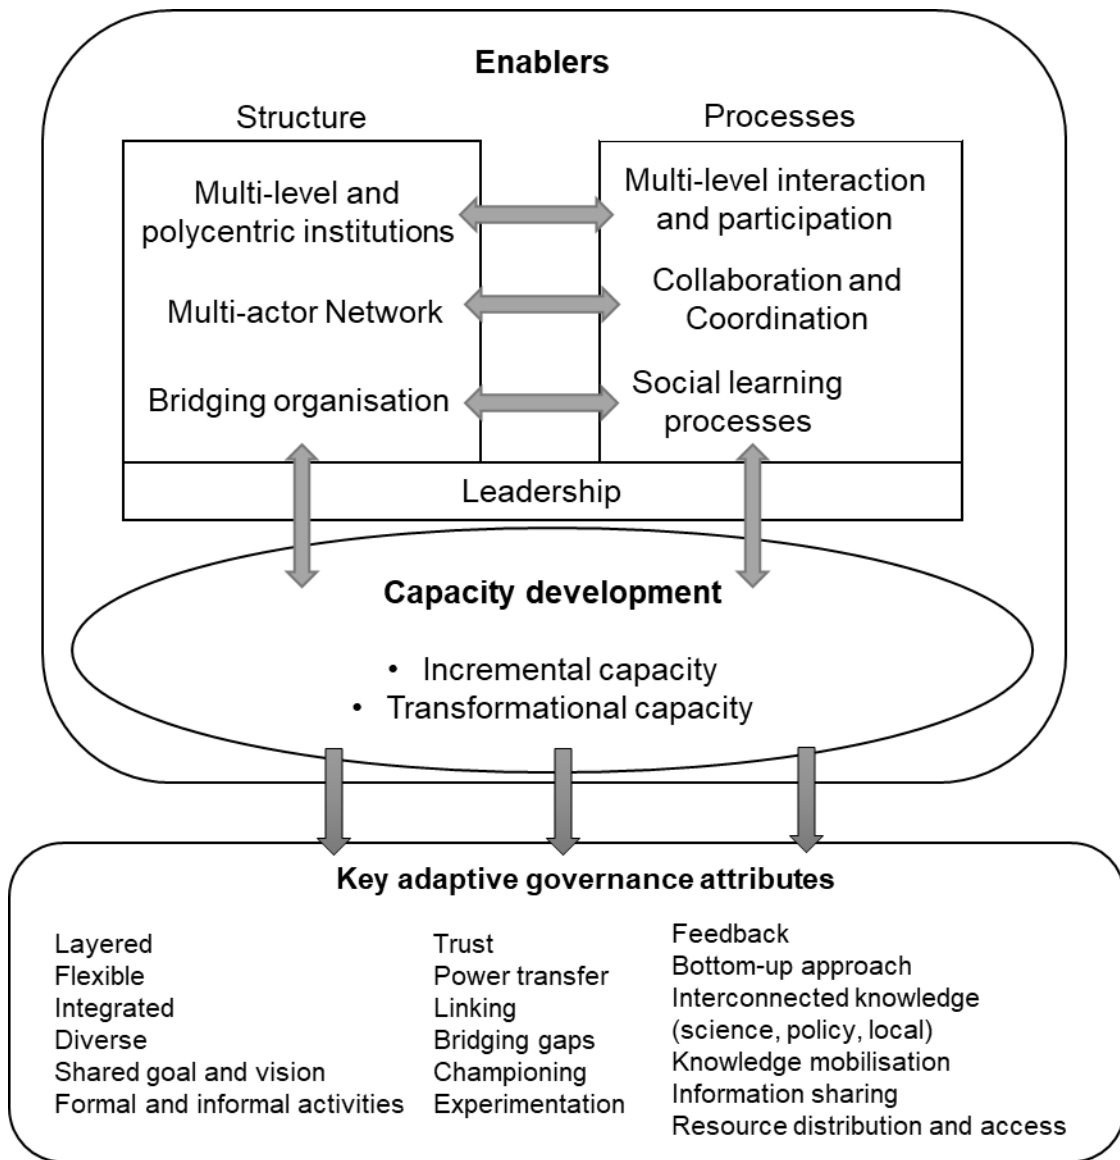 Enablers
Structure
Processes
Multi-level and
polycentric institutions
Multi-level interaction
and participation
Multi-actor Network
Collaboration and
Coordination
Bridging organisation
Social learning
processes
Leadership
Capacity development
• Incremental capacity
• Transformational capacity
Key adaptive governance attributes
Layered
Flexible
Integrated
Diverse
Shared goal and vision
Formal and informal activities
Trust
Power transfer
Linking
Bridging gaps
Championing
Experimentation
Feedback
Bottom-up approach
Interconnected knowledge
(science, policy, local)
Knowledge mobilisation
Information sharing
Resource distribution and access